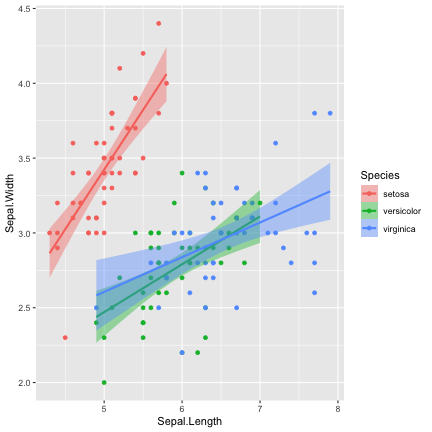 4.5
4.0
3.5
3.0
2.5
2.0
Sepal.Width
5
6
7
8
Sepal.Length
Species
setosa
versicolor
virginica